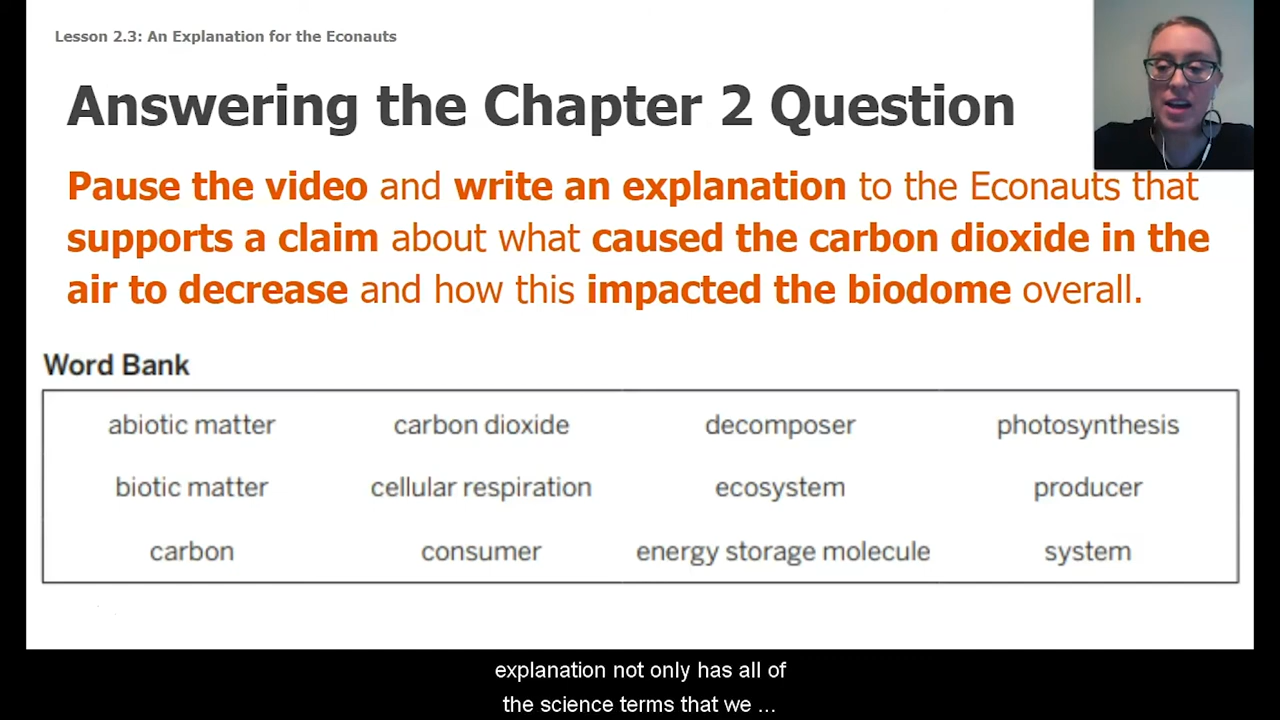 Lesson 2.3: An Explanation for the Econauts
Answering the Chapter 2 Question
Pause the video and write an explanation to the Econauts that
supports a claim about what caused the carbon dioxide in the
air to decrease and how this impacted the biodome overall.
Word Bank
abiotic matter carbon dioxide decomposer photosynthesis
biotic matter cellular respiration ecosystem producer
carbon consumer energy storage molecule system
explanation not only has all of
the science terms that we ...